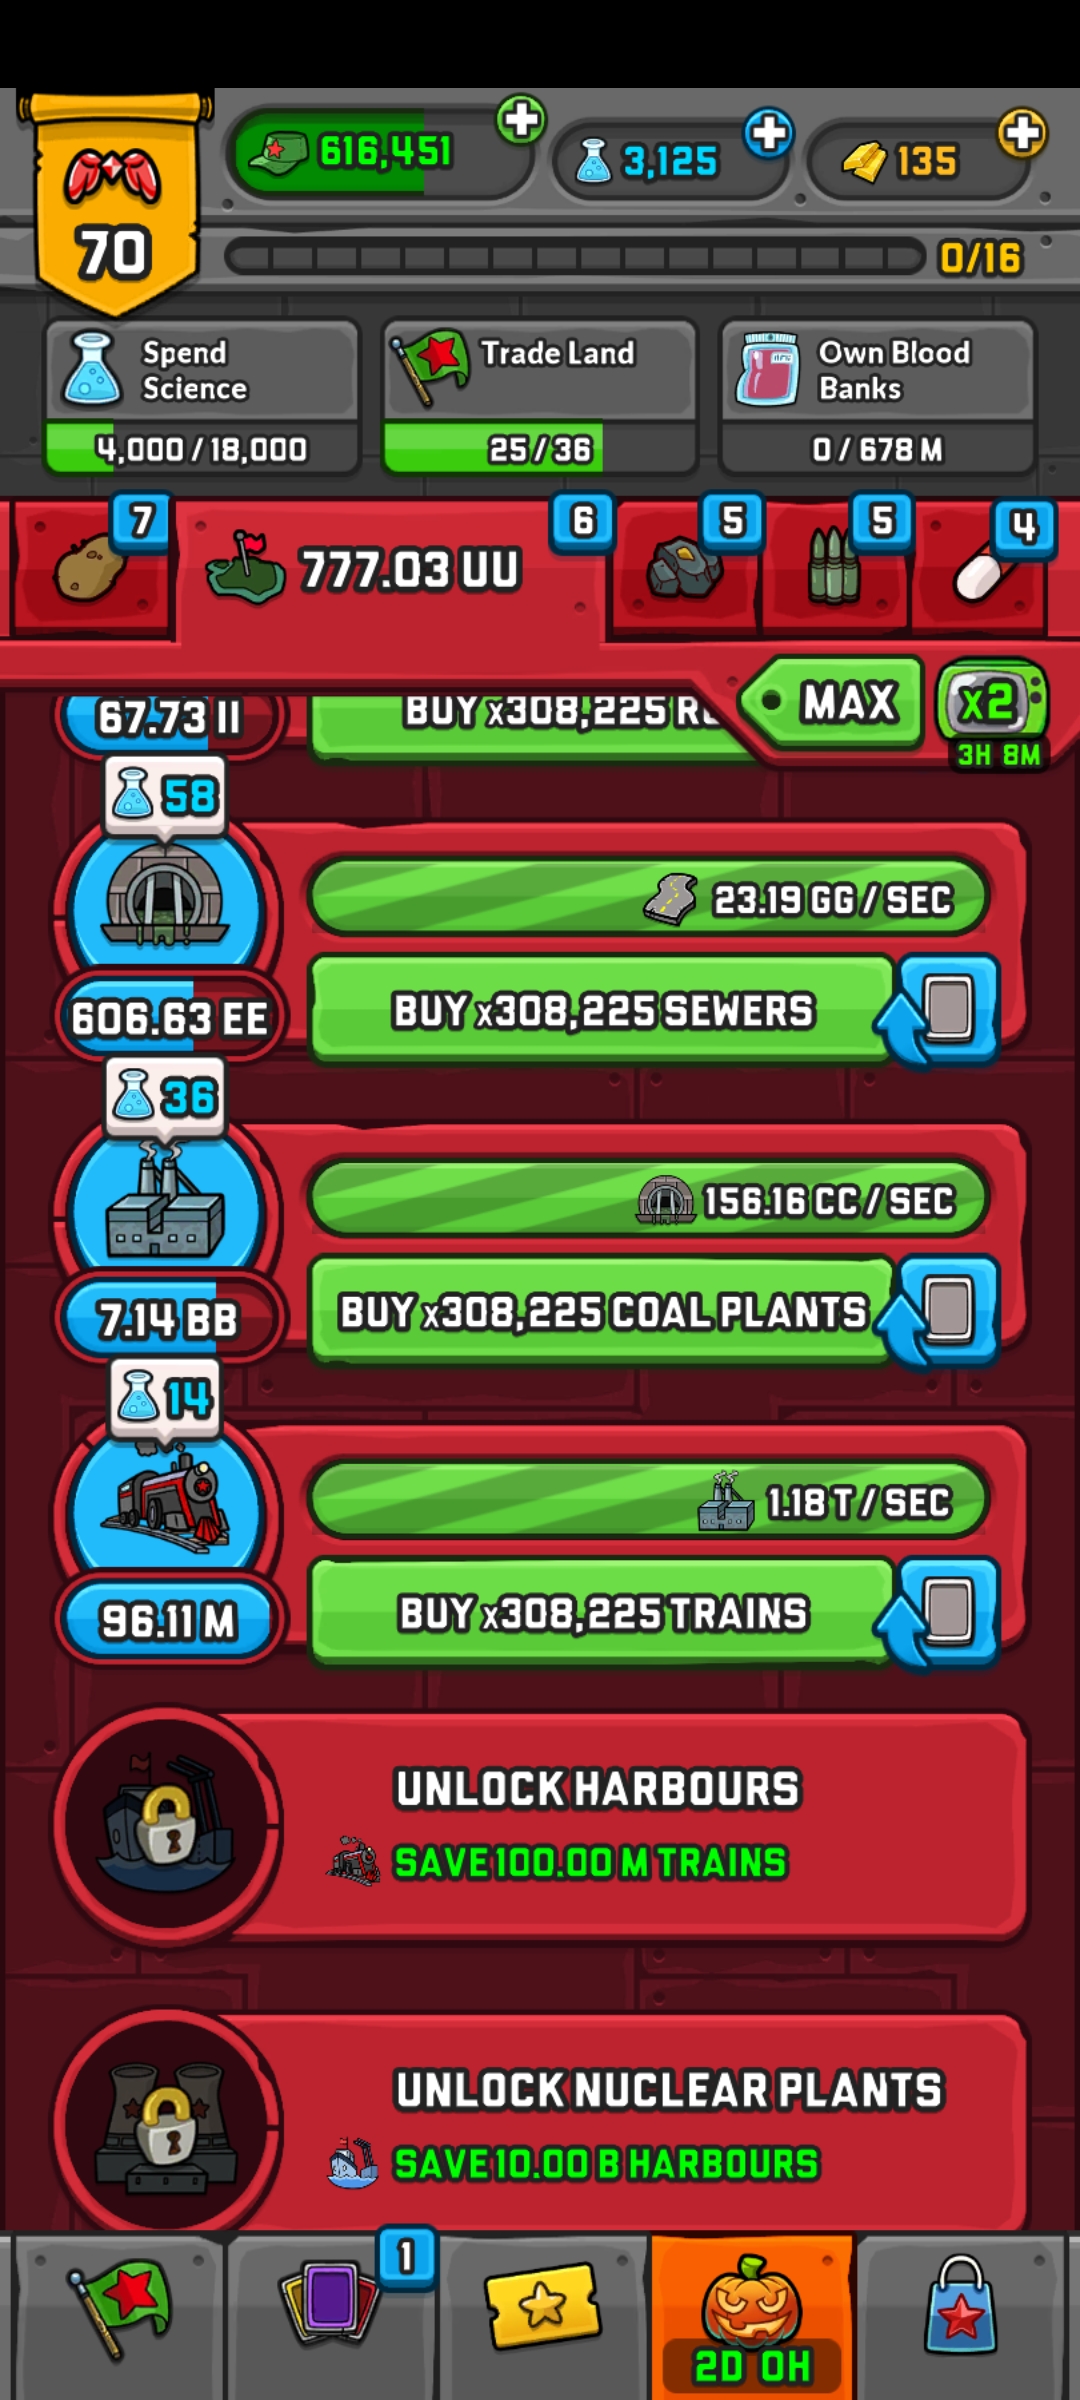 70
616,451
3,125
135
0/16
Spend
Science
4,000/18,000
Trade Land
25/36
Own Blood
Banks
0/678 M
7
777.03 UU
6
5
5
4
MAX
x2
3H 8M
67.73 II
BUY x308,225
58
23.19 GG/SEC
606.63 EE
BUY x308,225 SEWERS
36
156.16 CC/SEC
7.14 BB
BUY x308,225 COAL PLANTS
14
1.18 T/SEC
96.11 M
BUY x308,225 TRAINS
UNLOCK HARBOURS
SAVE 100.00 M TRAINS
UNLOCK NUCLEAR PLANTS
SAVE 10.00 B HARBOURS
1
2D 0H